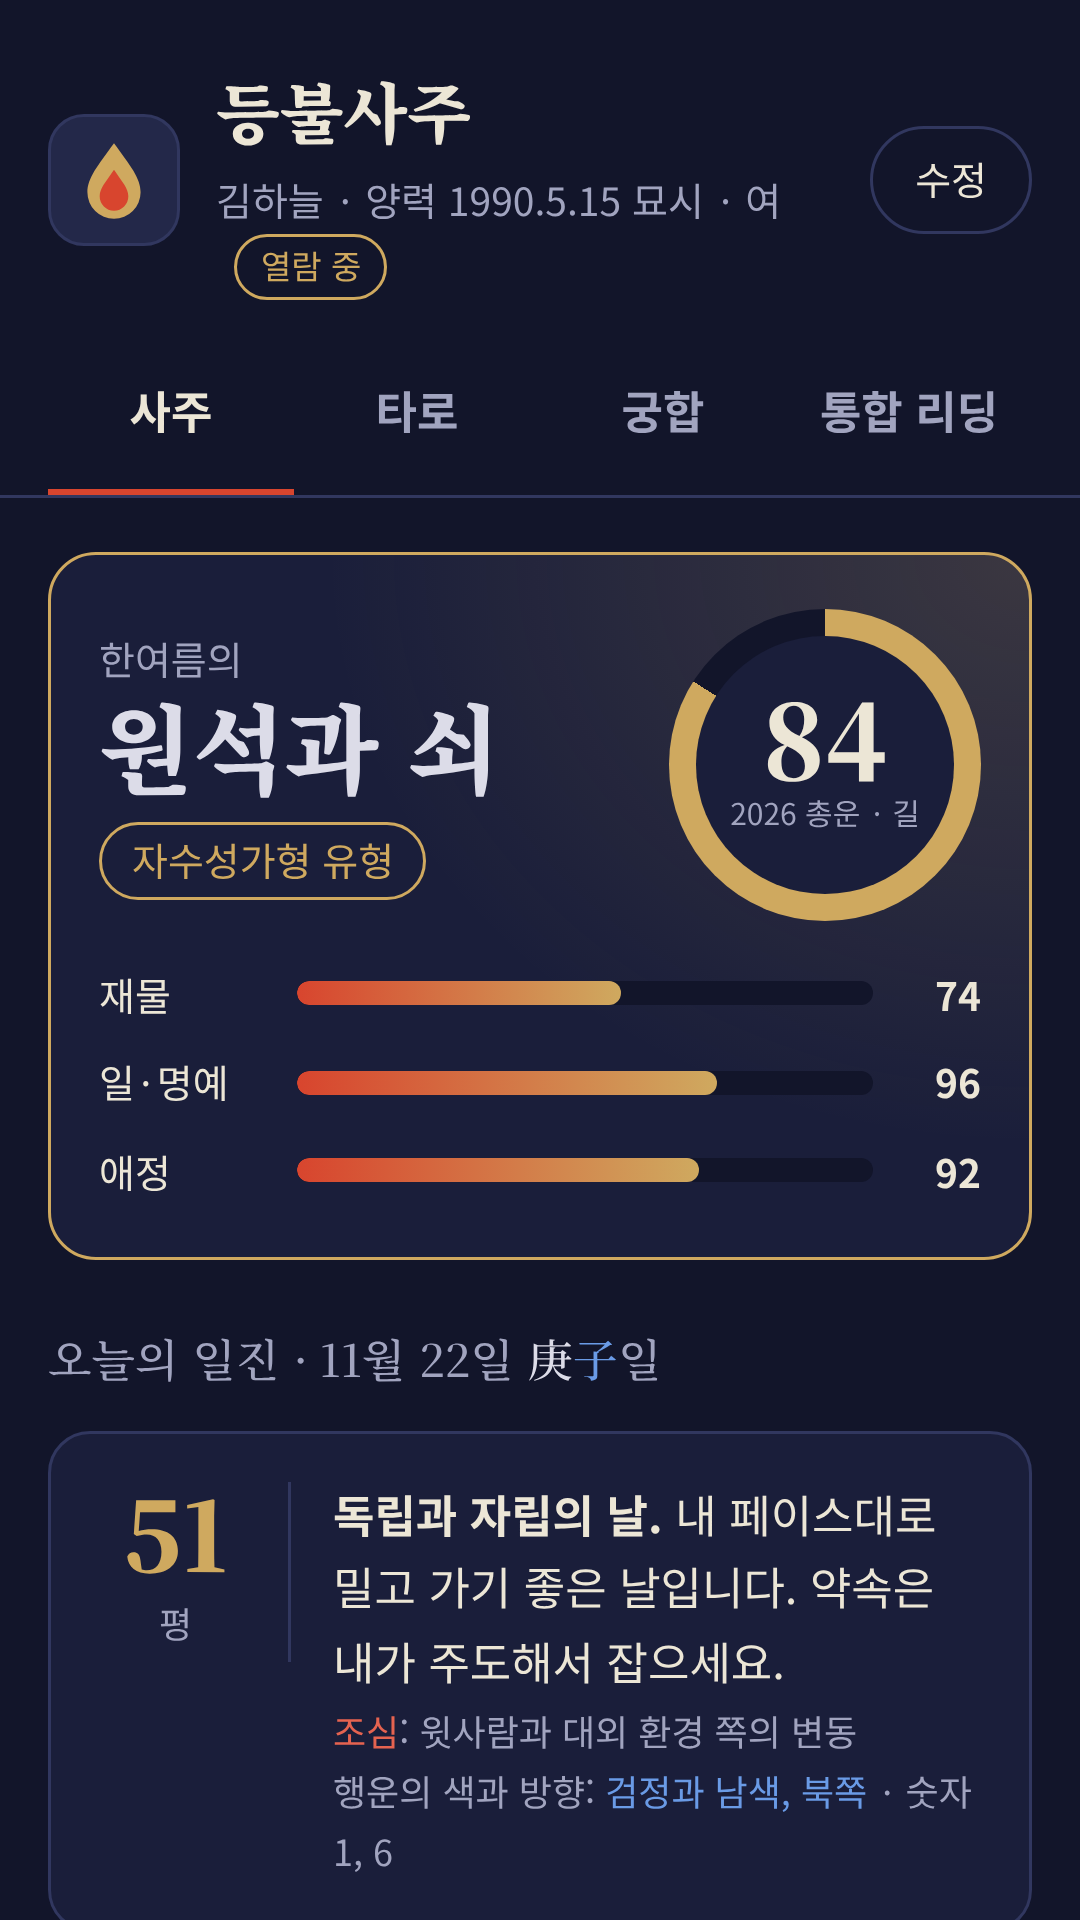 등불사주
김하늘 · 양력 1990.5.15 묘시 · 여
열람 중
수정
사주
타로
궁합
통합 리딩
한여름의
원석과 쇠
자수성가형 유형
84
2026 총운 · 길
재물
74
일·명예
96
애정
92
오늘의 일진 · 11월 22일 庚子일
51
평
독립과 자립의 날. 내 페이스대로
밀고 가기 좋은 날입니다. 약속은
내가 주도해서 잡으세요.
조심: 윗사람과 대외 환경 쪽의 변동
행운의 색과 방향: 검정과 남색, 북쪽 · 숫자
1, 6